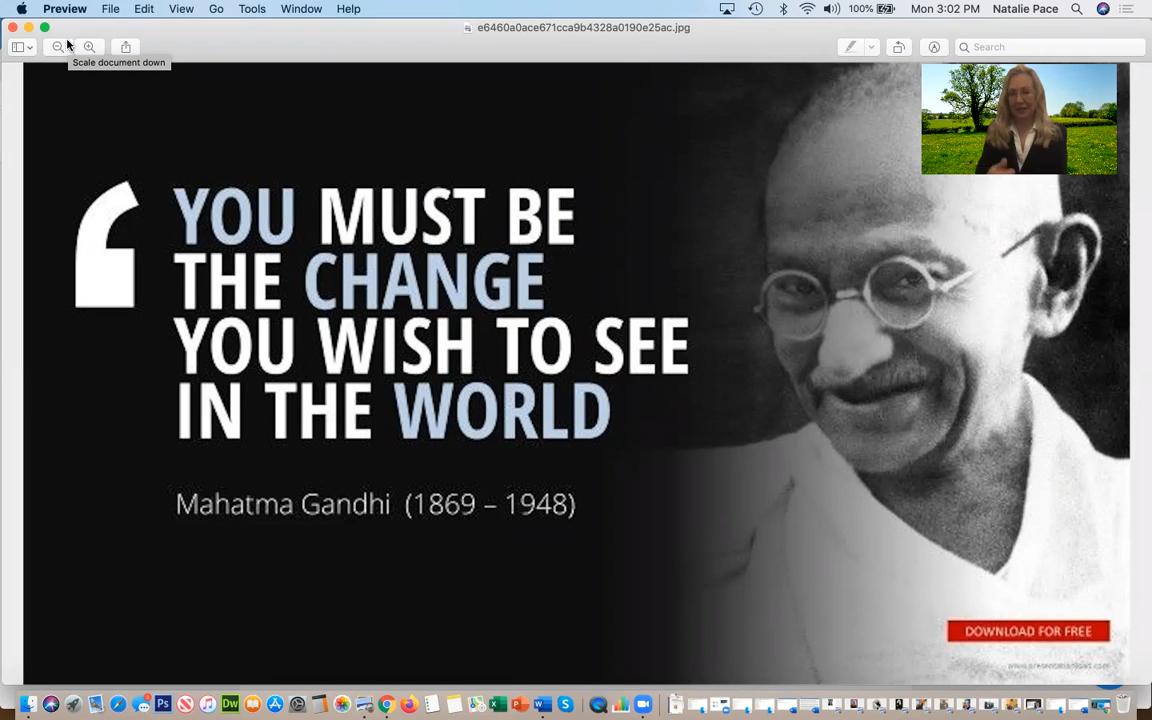 Preview File Edit View Go Tools Window Help 100% Mon 3:02 PM Natalie Pace
e6460a0ace671cca9b4328a0190e25ac.jpg
Search
Scale document down
YOU MUST BE
THE CHANGE
YOU WISH TO SEE
IN THE WORLD
Mahatma Gandhi (1869 – 1948)
DOWNLOAD FOR FREE